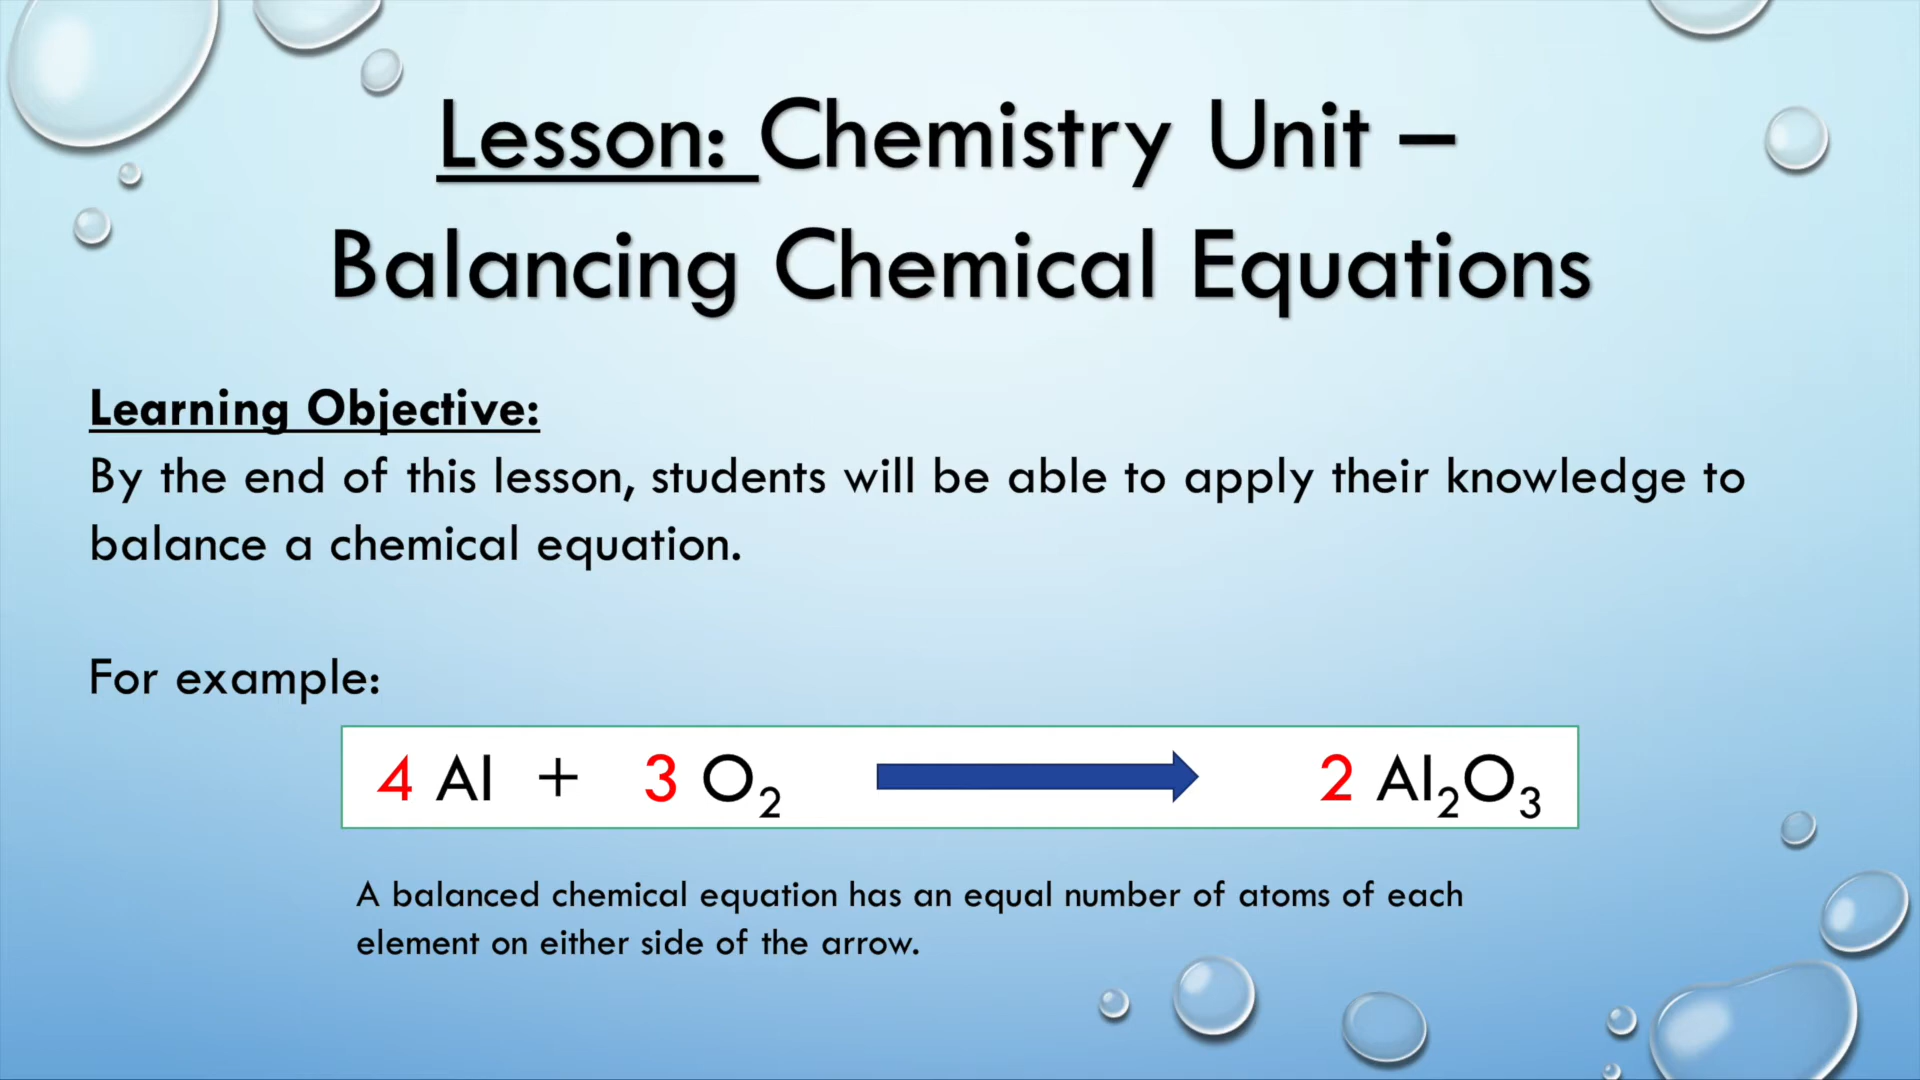 Lesson: Chemistry Unit –
Balancing Chemical Equations
Learning Objective:
By the end of this lesson, students will be able to apply their knowledge to
balance a chemical equation.
For example:
4 Al + 3 O₂ → 2 Al₂O₃
A balanced chemical equation has an equal number of atoms of each
element on either side of the arrow.